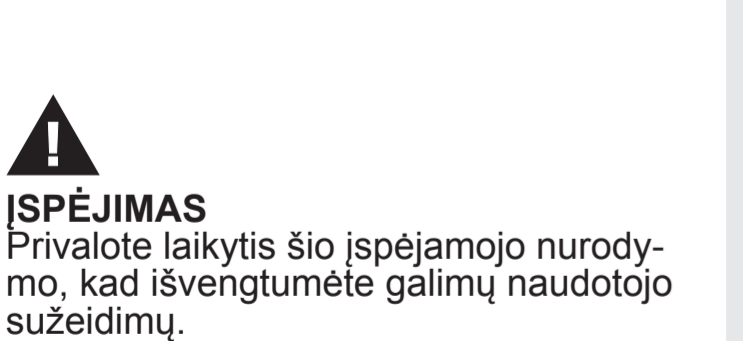 ĮSPĖJIMAS
Privalote laikytis šio įspėjamojo nurody-
mo, kad išvengtumėte galimų naudotojo
sužeidimų.